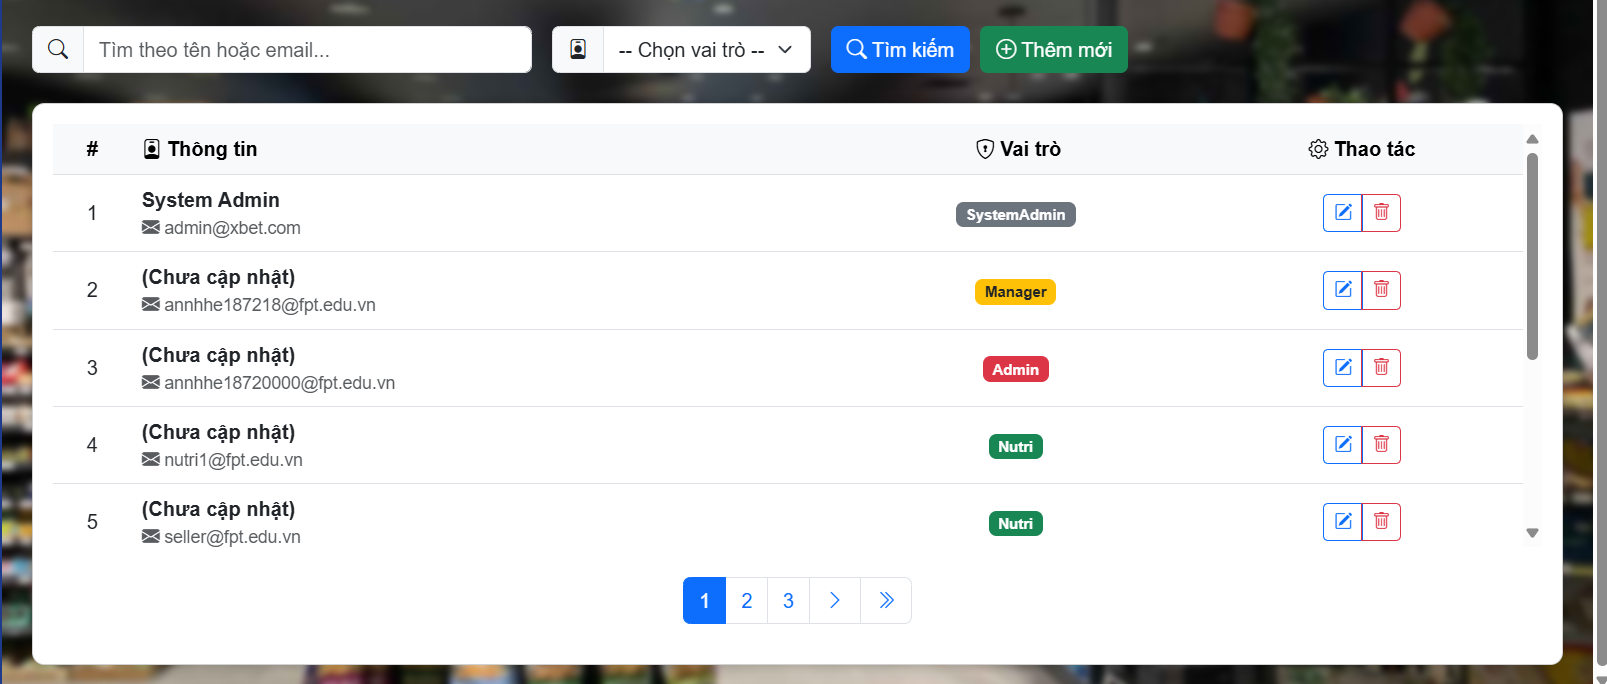 Tìm theo tên hoặc email...
-- Chọn vai trò --
Tìm kiếm
Thêm mới
# Thông tin Vai trò Thao tác
1 System Admin SystemAdmin
admin@xbet.com
2 (Chưa cập nhật) Manager
annhhe187218@fpt.edu.vn
3 (Chưa cập nhật) Admin
annhhe18720000@fpt.edu.vn
4 (Chưa cập nhật) Nutri
nutri1@fpt.edu.vn
5 (Chưa cập nhật) Nutri
seller@fpt.edu.vn
1 2 3